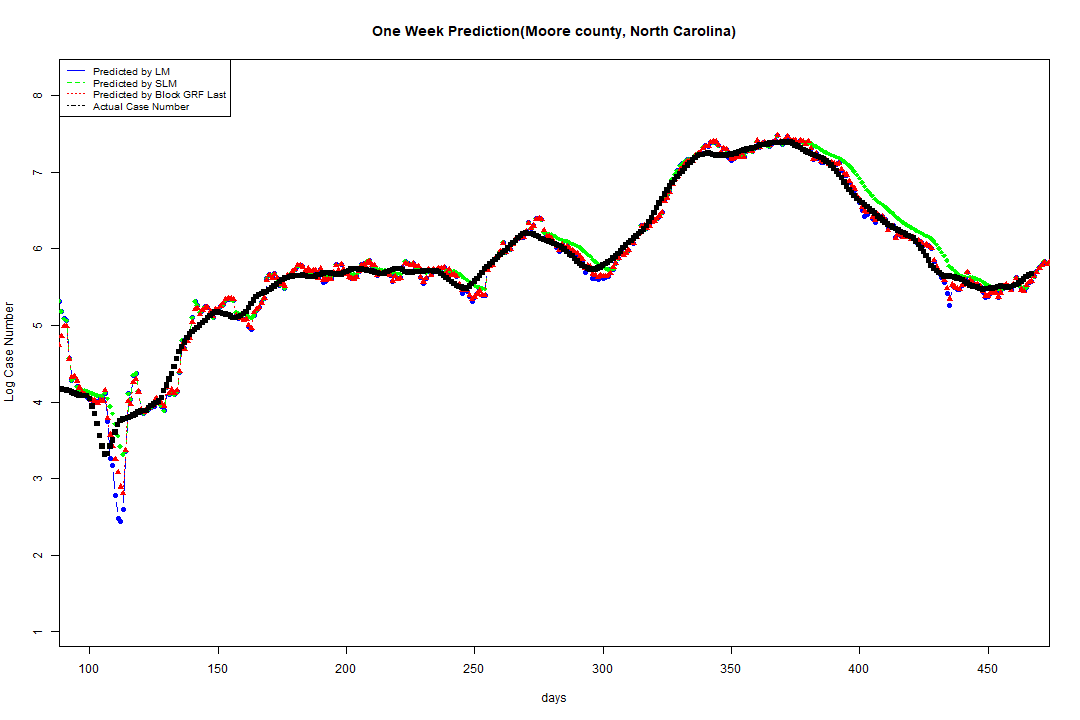 One Week Prediction(Moore county, North Carolina)
Predicted by LM
Predicted by SLM
Predicted by Block GRF Last
Actual Case Number
Log Case Number
8
7
6
5
4
3
2
1
100 150 200 250 300 350 400 450
days